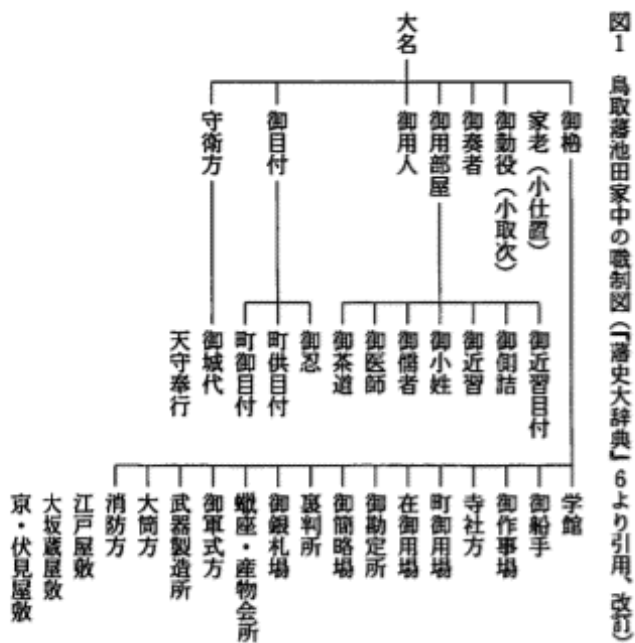 図1　鳥取藩池田家中の職制図(『藩史大辞典』6より引用、改訂)
大名
御櫓
家老(小仕置)
御勤役(小取次)
御奏者
御用部屋
御用人
御目付
守衛方
御近習目付
御側詰
御近習
御小姓
御儒者
御医師
御茶道
御忍
町供目付
町御目付
御城代
天守奉行
学館
御船手
御作事場
寺社方
町御用場
在御用場
御勘定所
御簡略場
裏判所
御銀札場
蠟座・産物会所
御軍式方
武器製造所
大筒方
消防方
江戸屋敷
大坂蔵屋敷
京・伏見屋敷